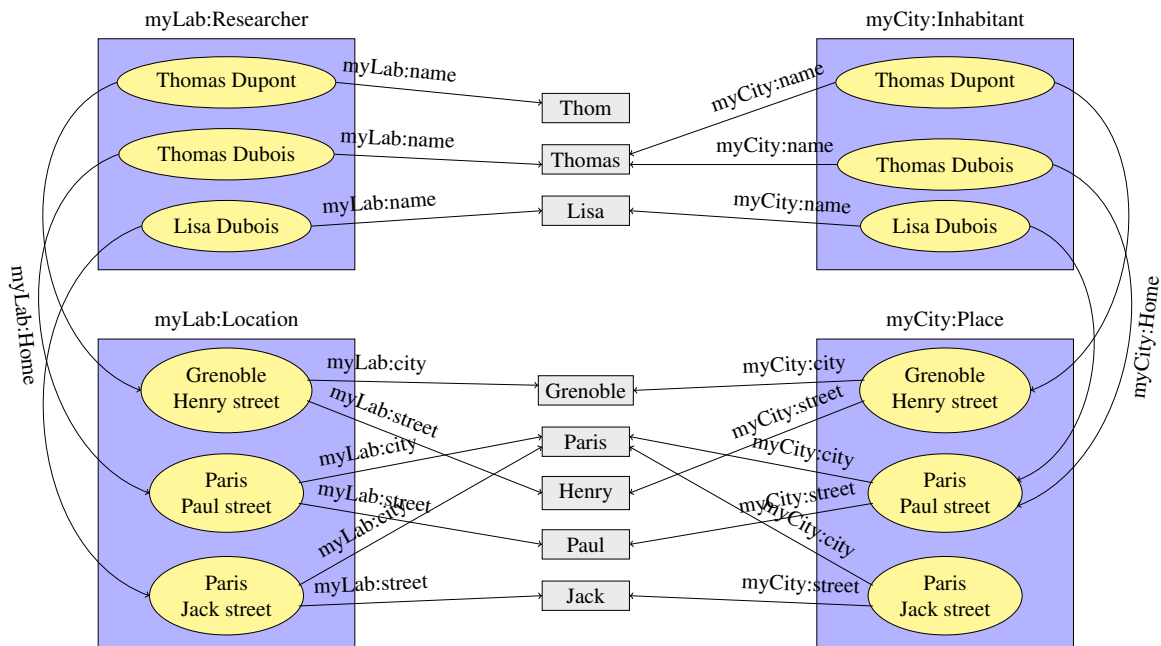 myLab:Researcher
myCity:Inhabitant
Thomas Dupont
myLab:name
Thom
myCity:name
Thomas Dupont
Thomas Dubois
myLab:name
Thomas
myCity:name
Thomas Dubois
Lisa Dubois
myLab:name
Lisa
myCity:name
Lisa Dubois
myLab:Home
myCity:Home
myLab:Location
myCity:Place
Grenoble
Henry street
myLab:city
myLab:street
Grenoble
myCity:city
myCity:street
Grenoble
Henry street
Paris
Paul street
myLab:city
myLab:street
Paris
Henry
myCity:city
myCity:street
Paris
Paul street
Paul
Paris
Jack street
myLab:city
myLab:street
Jack
myCity:city
myCity:street
Paris
Jack street